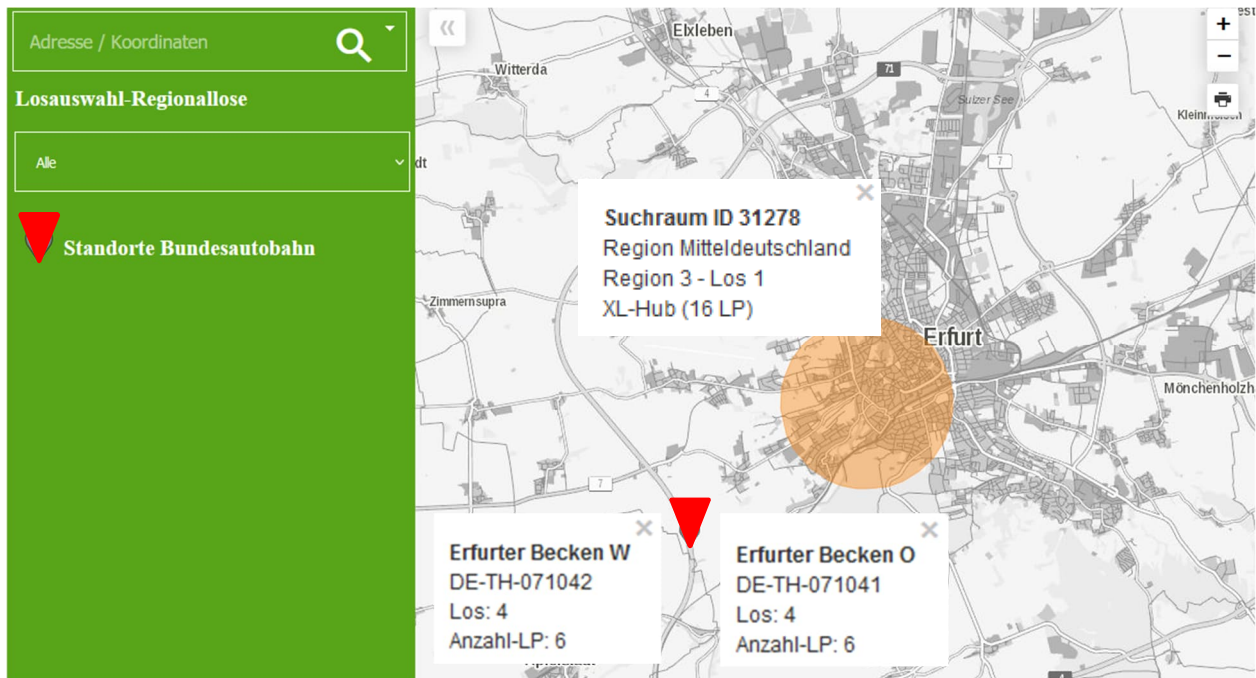 Adresse / Koordinaten
Losauswahl-Regionallose
Alle
Standorte Bundesautobahn
«
Elxleben
Witterda
71
4
Sulzer See
7
dt
+
−
Suchraum ID 31278
Region Mitteldeutschland
Region 3 - Los 1
XL-Hub (16 LP)
Zimmernsupra
Erfurt
Mönchenholzh
7
Erfurter Becken W
DE-TH-071042
Los: 4
Anzahl-LP: 6
Erfurter Becken O
DE-TH-071041
Los: 4
Anzahl-LP: 6
4